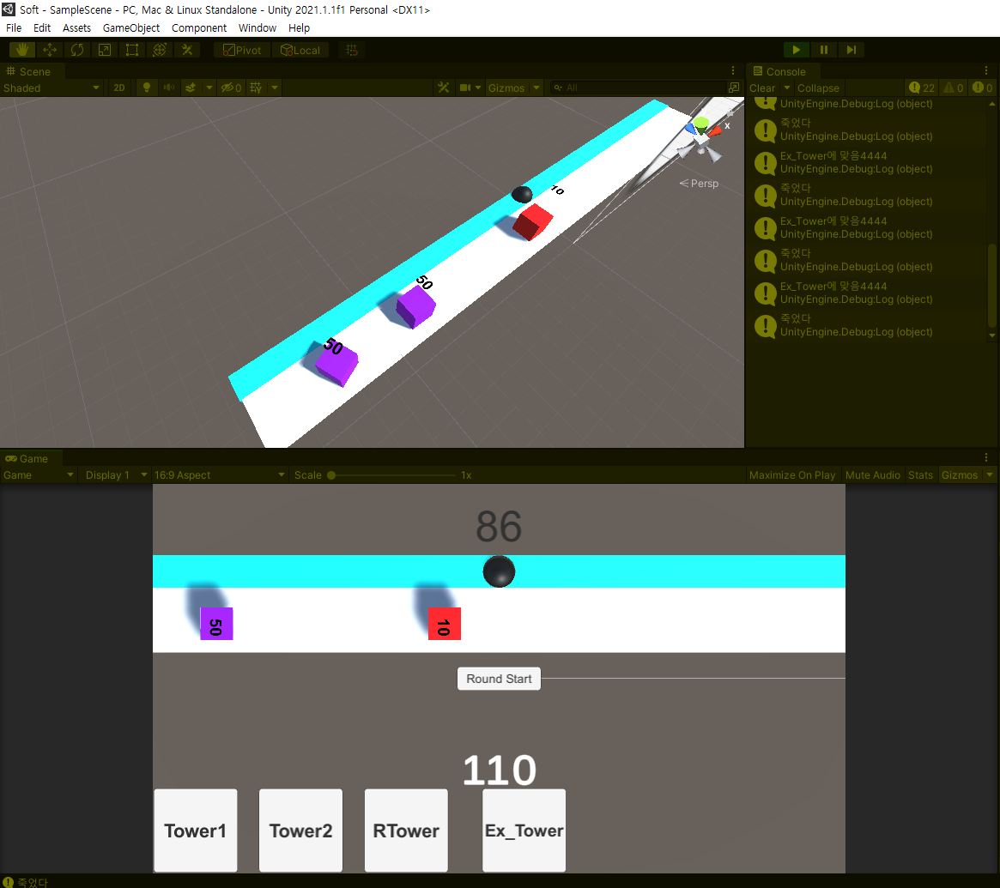 Soft - SampleScene - PC, Mac & Linux Standalone - Unity 2021.1.1f1 Personal <DX11>
File Edit Assets GameObject Component Window Help
Pivot Local
Scene
Shaded 2D 0 Gizmos All
x
Persp
10
50
50
Console
Clear Collapse 22 0 0
UnityEngine.Debug:Log (object)
죽었다
UnityEngine.Debug:Log (object)
Ex_Tower에 맞음4444
UnityEngine.Debug:Log (object)
죽었다
UnityEngine.Debug:Log (object)
Ex_Tower에 맞음4444
UnityEngine.Debug:Log (object)
죽었다
UnityEngine.Debug:Log (object)
Ex_Tower에 맞음4444
UnityEngine.Debug:Log (object)
죽었다
UnityEngine.Debug:Log (object)
Game
Game Display 1 16:9 Aspect Scale 1x Maximize On Play Mute Audio Stats Gizmos
86
50 10
Round Start
110
Tower1 Tower2 RTower Ex_Tower
죽었다